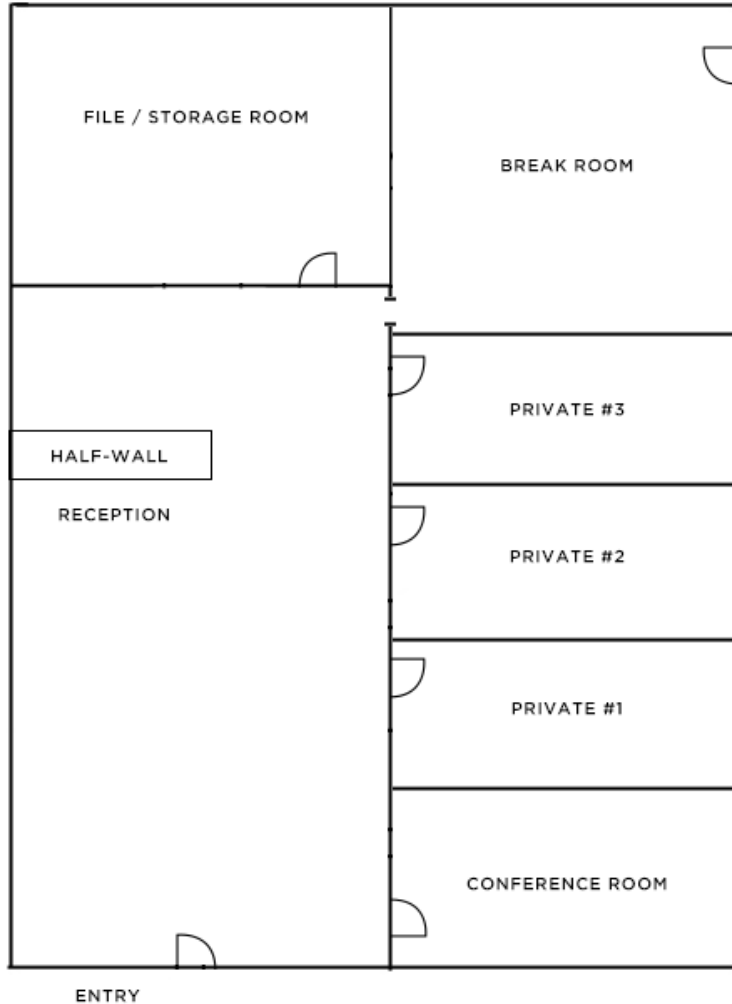 FILE / STORAGE ROOM
BREAK ROOM
PRIVATE #3
HALF-WALL
RECEPTION
PRIVATE #2
PRIVATE #1
CONFERENCE ROOM
ENTRY